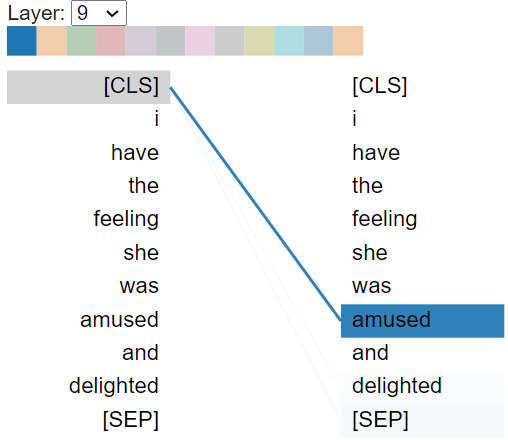 Layer: 9
[CLS] [CLS]
i i
have have
the the
feeling feeling
she she
was was
amused amused
and and
delighted delighted
[SEP] [SEP]